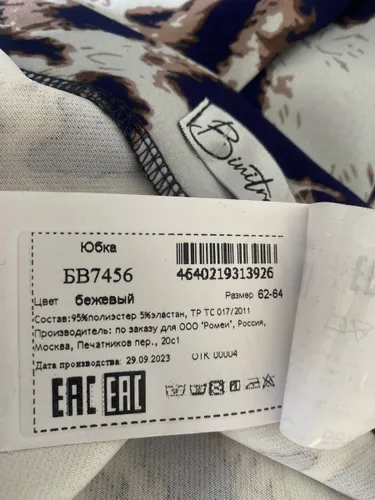 Юбка
БВ7456
4640219313926
Цвет бежевый
Размер 62-64
Состав:95%полиэстер 5%эластан, ТР ТС 017/2011
Производитель: по заказу для ООО "Ромеи", Россия,
Москва, Печатников пер., 20с1
Дата производства: 29.09.2023 ОТК 00004
EAC EAC